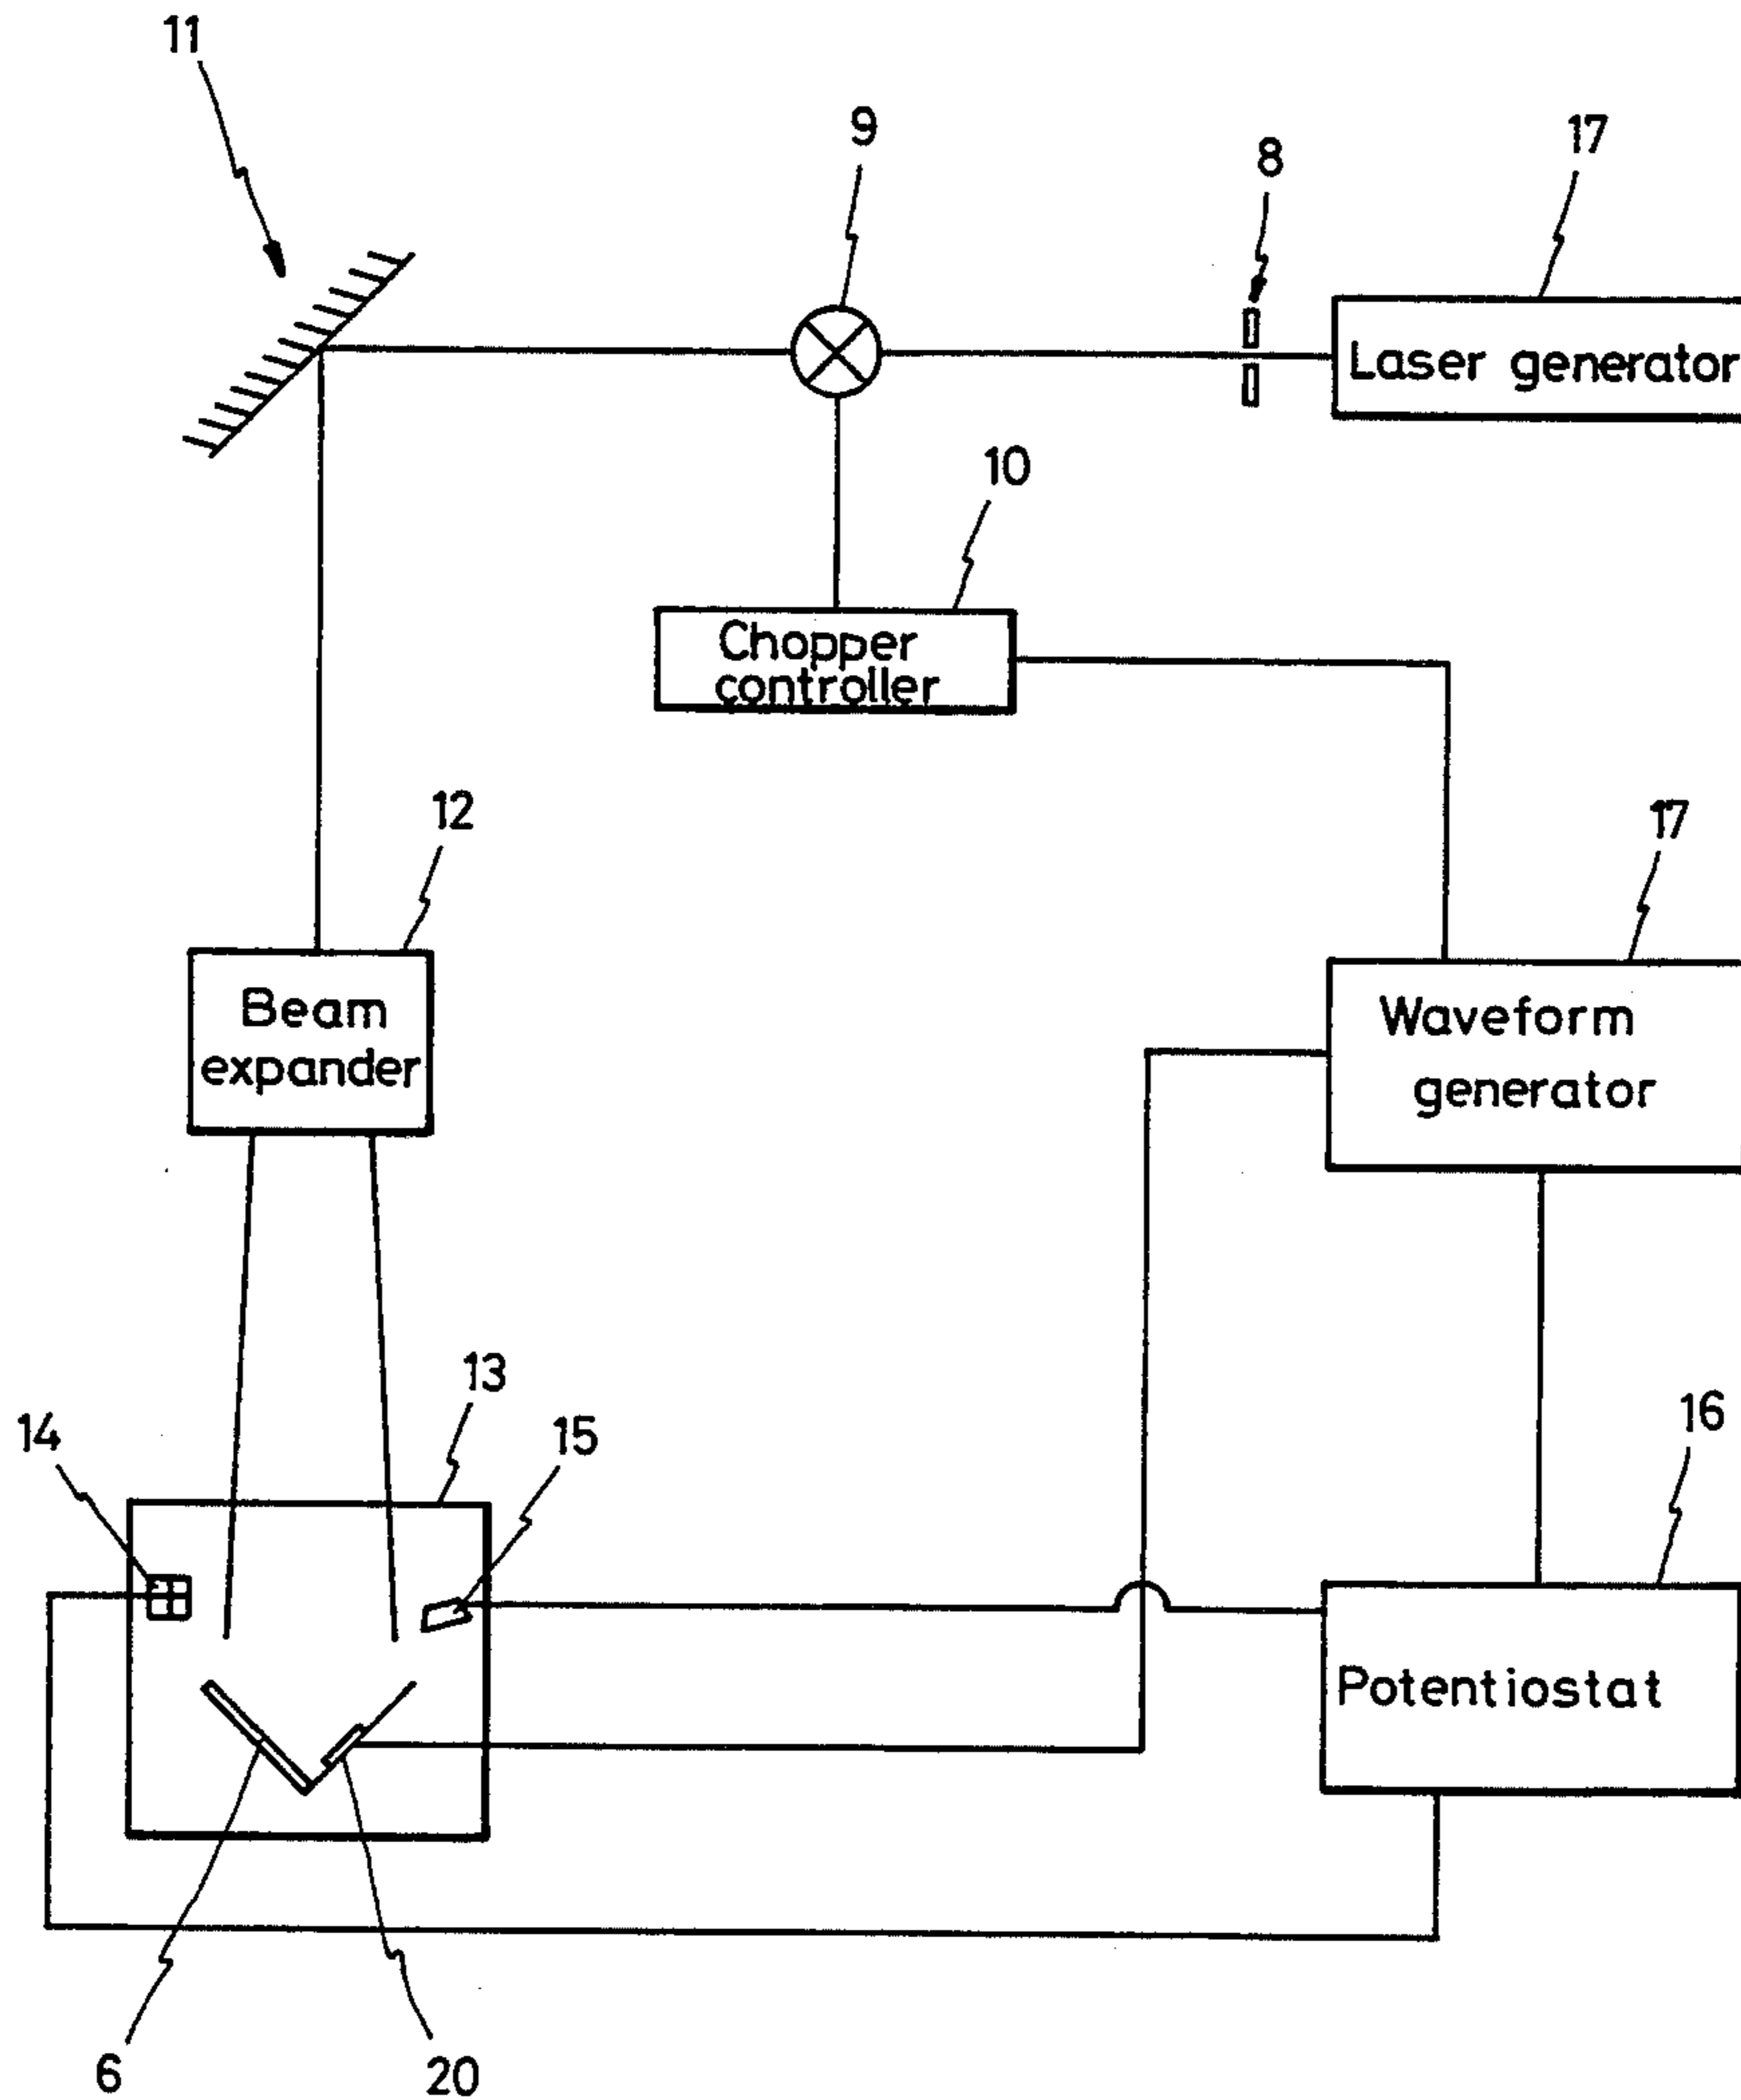 11
9
8
17
Laser generator
10
Chopper
controller
12
17
Beam
expander
Waveform
generator
13
14
15
16
Potentiostat
6
20